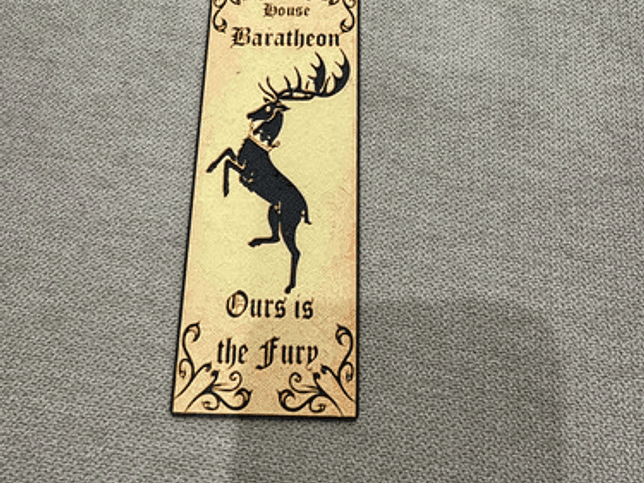 House
Baratheon
Ours is
the Fury